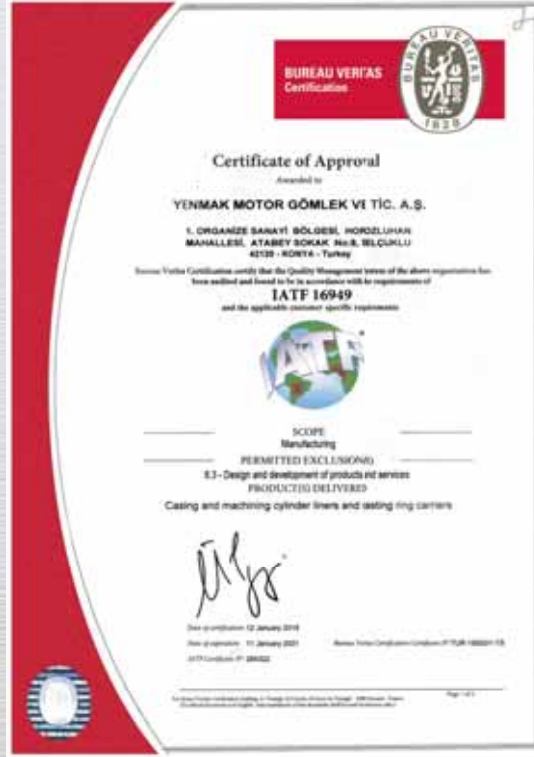 BUREAU VERITAS
Certification
BUREAU VERITAS
1828
Certificate of Approval
Awarded to
YENMAK MOTOR GÖMLEK VE TİC. A.Ş.
1. ORGANİZE SANAYİ BÖLGESİ, HOROZLUHAN
MAHALLESİ, ATABEY SOKAK No:9, SELÇUKLU
KONYA - Turkey
Bureau Veritas Certification certify that the Quality Management of the above organization has
been audited and found to be in accordance with requirements of
IATF 16949
and the applicable customer specific requirements
IATF
SCOPE
Manufacturing
PERMITTED EXCLUSION(S)
8.3 - Design and development of products and services
PRODUCT(S) DELIVERED
Casing and machining cylinder liners and casting ring carriers
Date of certification: 12 January 2018
Date of expiration: 11 January 2021
IATF Certificate N°: